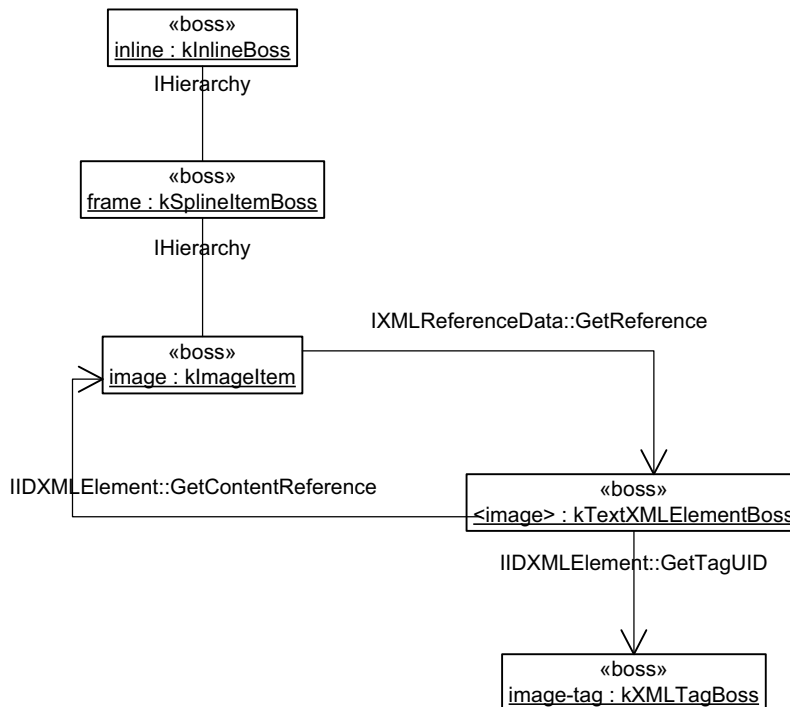 «boss»
inline : kInlineBoss
IHierarchy
«boss»
frame : kSplineItemBoss
IHierarchy
IXMLReferenceData::GetReference
«boss»
image : kImageItem
IIDXMLElement::GetContentReference
«boss»
<image> : kTextXMLElementBoss
IIDXMLElement::GetTagUID
«boss»
image-tag : kXMLTagBoss